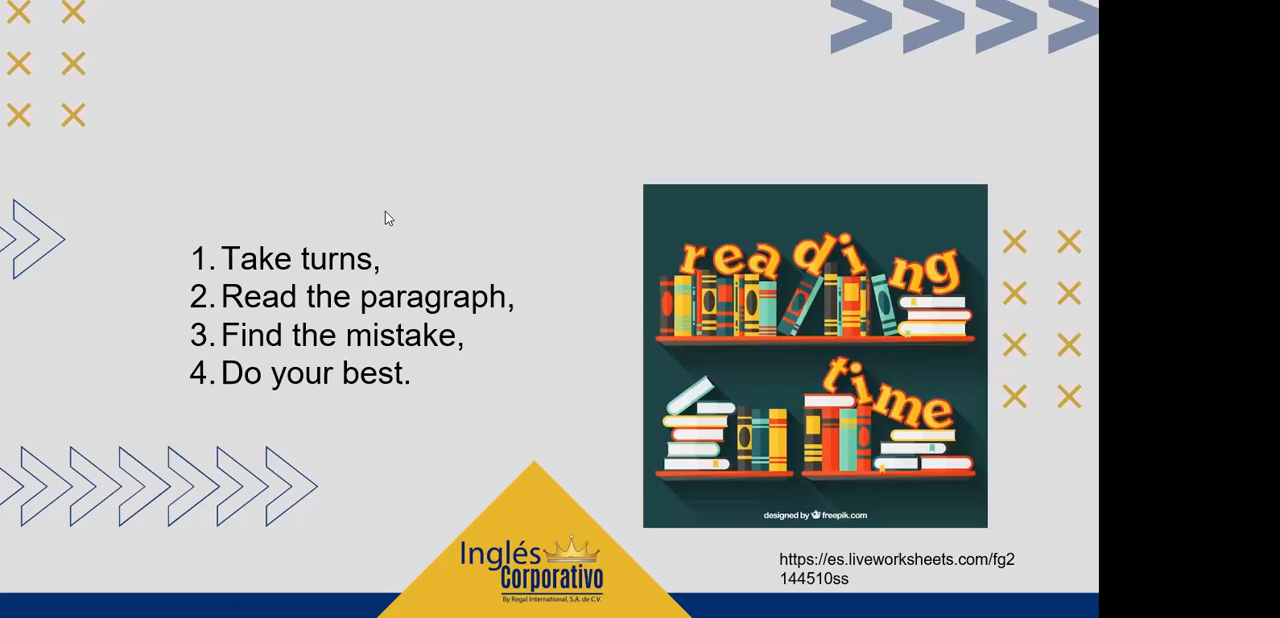 1. Take turns,
2. Read the paragraph,
3. Find the mistake,
4. Do your best.
reading
time
designed by freepik.com
https://es.liveworksheets.com/fg2
144510ss
Inglés
Corporativo
By Regal International, S.A. de C.V.